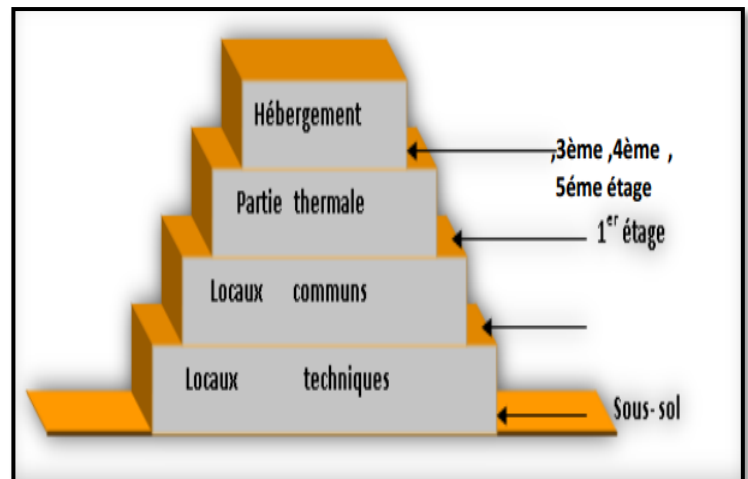 Hébergement
,3ème ,4ème ,
5éme étage
Partie thermale
1er étage
Locaux communs
Locaux techniques
Sous- sol